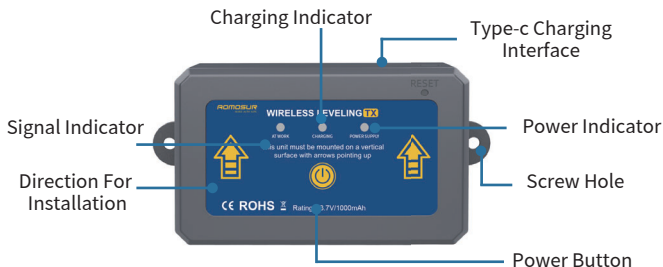 Charging Indicator
Type-c Charging
Interface
RESET
ROMOSUR
WIRELESS LEVELING TX
Signal Indicator
AT WORK
CHARGING
POWER SUPPLY
Power Indicator
unit must be mounted on a vertical
surface with arrows pointing up
Direction For
Installation
Screw Hole
CE ROHS
3.7V/1000mAh
Power Button